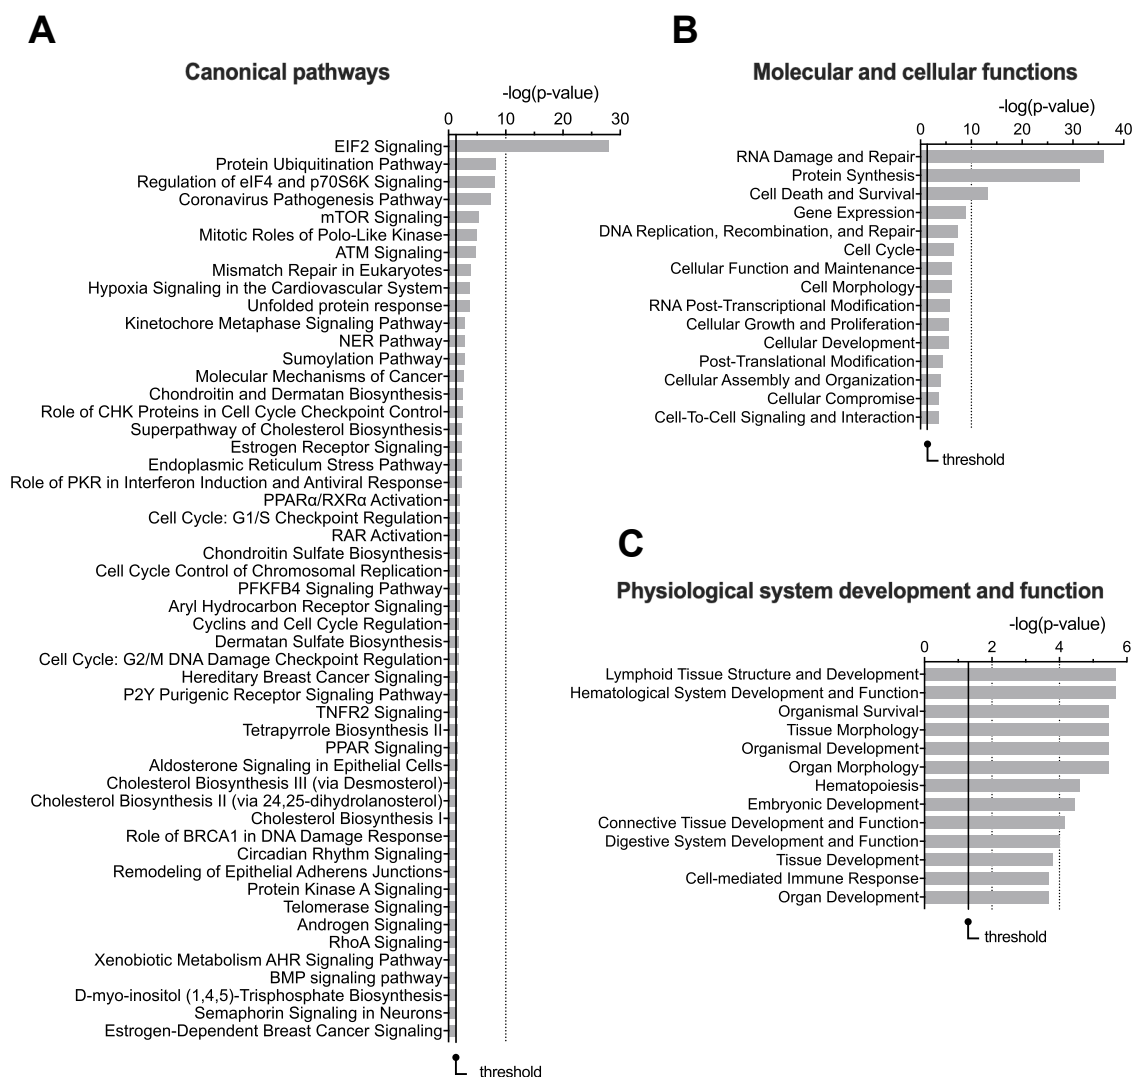 A
Canonical pathways
-log(p-value)
0 10 20 30
EIF2 Signaling
Protein Ubiquitination Pathway
Regulation of eIF4 and p70S6K Signaling
Coronavirus Pathogenesis Pathway
mTOR Signaling
Mitotic Roles of Polo-Like Kinase
ATM Signaling
Mismatch Repair in Eukaryotes
Hypoxia Signaling in the Cardiovascular System
Unfolded protein response
Kinetochore Metaphase Signaling Pathway
NER Pathway
Sumoylation Pathway
Molecular Mechanisms of Cancer
Chondroitin and Dermatan Biosynthesis
Role of CHK Proteins in Cell Cycle Checkpoint Control
Superpathway of Cholesterol Biosynthesis
Estrogen Receptor Signaling
Endoplasmic Reticulum Stress Pathway
Role of PKR in Interferon Induction and Antiviral Response
PPARα/RXRα Activation
Cell Cycle: G1/S Checkpoint Regulation
RAR Activation
Chondroitin Sulfate Biosynthesis
Cell Cycle Control of Chromosomal Replication
PFKFB4 Signaling Pathway
Aryl Hydrocarbon Receptor Signaling
Cyclins and Cell Cycle Regulation
Dermatan Sulfate Biosynthesis
Cell Cycle: G2/M DNA Damage Checkpoint Regulation
Hereditary Breast Cancer Signaling
P2Y Purigenic Receptor Signaling Pathway
TNFR2 Signaling
Tetrapyrrole Biosynthesis II
PPAR Signaling
Aldosterone Signaling in Epithelial Cells
Cholesterol Biosynthesis III (via Desmosterol)
Cholesterol Biosynthesis II (via 24,25-dihydrolanosterol)
Cholesterol Biosynthesis I
Role of BRCA1 in DNA Damage Response
Circadian Rhythm Signaling
Remodeling of Epithelial Adherens Junctions
Protein Kinase A Signaling
Telomerase Signaling
Androgen Signaling
RhoA Signaling
Xenobiotic Metabolism AHR Signaling Pathway
BMP signaling pathway
D-myo-inositol (1,4,5)-Trisphosphate Biosynthesis
Semaphorin Signaling in Neurons
Estrogen-Dependent Breast Cancer Signaling
threshold
B
Molecular and cellular functions
-log(p-value)
0 10 20 30 40
RNA Damage and Repair
Protein Synthesis
Cell Death and Survival
Gene Expression
DNA Replication, Recombination, and Repair
Cell Cycle
Cellular Function and Maintenance
Cell Morphology
RNA Post-Transcriptional Modification
Cellular Growth and Proliferation
Cellular Development
Post-Translational Modification
Cellular Assembly and Organization
Cellular Compromise
Cell-To-Cell Signaling and Interaction
threshold
C
Physiological system development and function
-log(p-value)
0 2 4 6
Lymphoid Tissue Structure and Development
Hematological System Development and Function
Organismal Survival
Tissue Morphology
Organismal Development
Organ Morphology
Hematopoiesis
Embryonic Development
Connective Tissue Development and Function
Digestive System Development and Function
Tissue Development
Cell-mediated Immune Response
Organ Development
threshold